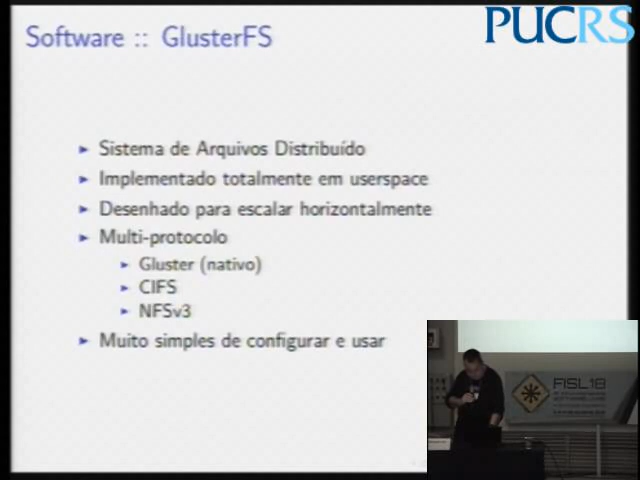 Software :: GlusterFS
PUCRS
Sistema de Arquivos Distribuído
Implementado totalmente em userspace
Desenhado para escalar horizontalmente
Multi-protocolo
Gluster (nativo)
CIFS
NFSv3
Muito simples de configurar e usar
FISL18